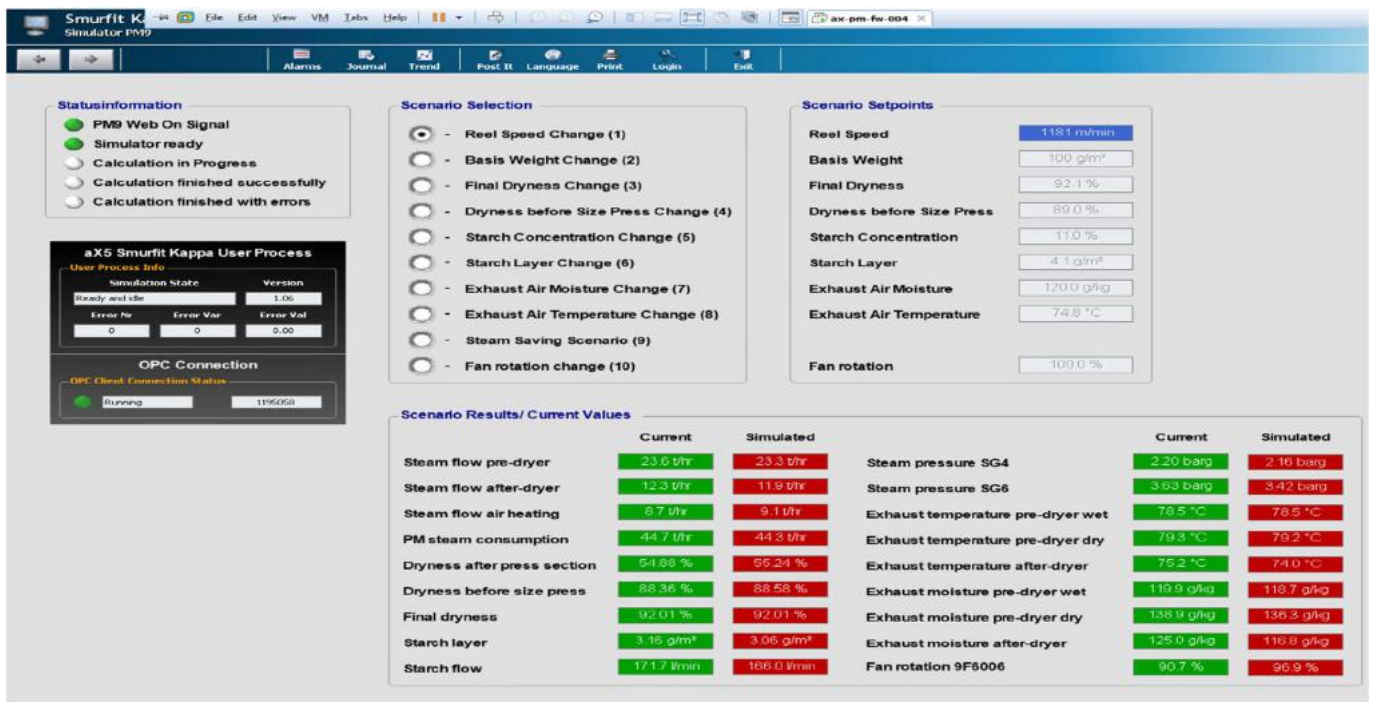 Smurfit K
File Edit View VM Tabs Help
ax-pm-fw-004
Simulator PM9
Alarms Journal Trend Post It Language Print Login Exit
Statusinformation
PM9 Web On Signal
Simulator ready
Calculation in Progress
Calculation finished successfully
Calculation finished with errors
aX5 Smurfit Kappa User Process
User Process Info
Simulation State Version
Ready and idle 1.06
Error Nr Error Var Error Val
0 0 0.00
OPC Connection
OPC Client Connection Status
Running 1195058
Scenario Selection
- Reel Speed Change (1)
- Basis Weight Change (2)
- Final Dryness Change (3)
- Dryness before Size Press Change (4)
- Starch Concentration Change (5)
- Starch Layer Change (6)
- Exhaust Air Moisture Change (7)
- Exhaust Air Temperature Change (8)
- Steam Saving Scenario (9)
- Fan rotation change (10)
Scenario Setpoints
Reel Speed 1181 m/min
Basis Weight 100 g/m²
Final Dryness 92.1 %
Dryness before Size Press 89.0 %
Starch Concentration 11.0 %
Starch Layer 4.1 g/m²
Exhaust Air Moisture 120.0 g/kg
Exhaust Air Temperature 74.8 °C
Fan rotation 100.0 %
Scenario Results/ Current Values
Current Simulated Current Simulated
Steam flow pre-dryer 23.6 t/hr 23.3 t/hr Steam pressure SG4 2.20 barg 2.16 barg
Steam flow after-dryer 12.3 t/hr 11.9 t/hr Steam pressure SG6 3.63 barg 3.42 barg
Steam flow air heating 8.7 t/hr 9.1 t/hr Exhaust temperature pre-dryer wet 78.5 °C 78.5 °C
PM steam consumption 44.7 t/hr 44.3 t/hr Exhaust temperature pre-dryer dry 79.3 °C 79.2 °C
Dryness after press section 54.88 % 55.24 % Exhaust temperature after-dryer 75.2 °C 74.0 °C
Dryness before size press 88.36 % 88.58 % Exhaust moisture pre-dryer wet 119.9 g/kg 118.7 g/kg
Final dryness 92.01 % 92.01 % Exhaust moisture pre-dryer dry 138.9 g/kg 136.3 g/kg
Starch layer 3.16 g/m² 3.06 g/m² Exhaust moisture after-dryer 125.0 g/kg 116.8 g/kg
Starch flow 171.7 l/min 166.0 l/min Fan rotation 9F6006 90.7 % 96.9 %